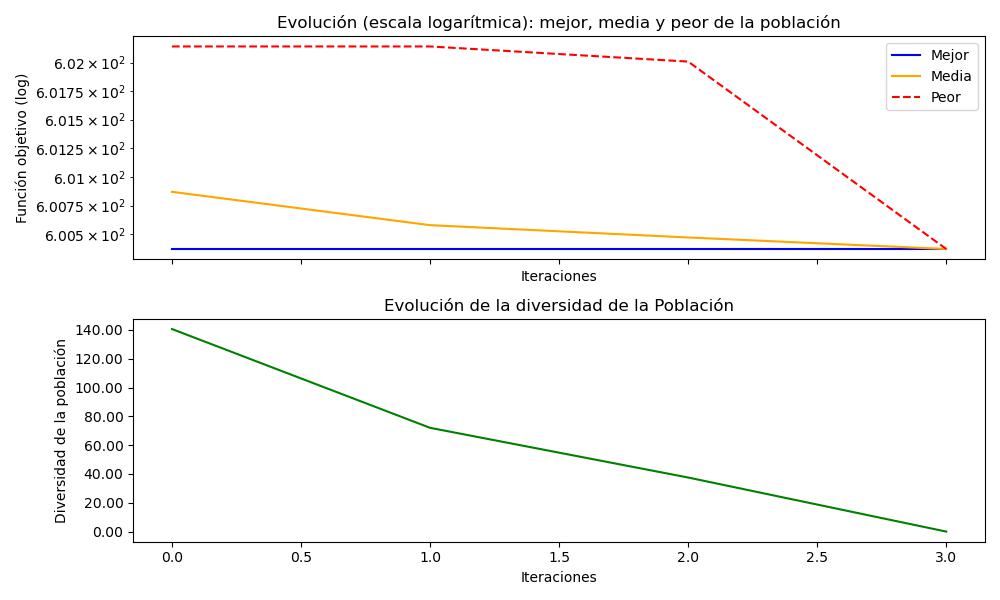 Evolución (escala logarítmica): mejor, media y peor de la población
Función objetivo (log)
6.02 × 10²
6.0175 × 10²
6.015 × 10²
6.0125 × 10²
6.01 × 10²
6.0075 × 10²
6.005 × 10²
Mejor
Media
Peor
Iteraciones
Evolución de la diversidad de la Población
Diversidad de la población
140.00
120.00
100.00
80.00
60.00
40.00
20.00
0.00
0.0 0.5 1.0 1.5 2.0 2.5 3.0
Iteraciones